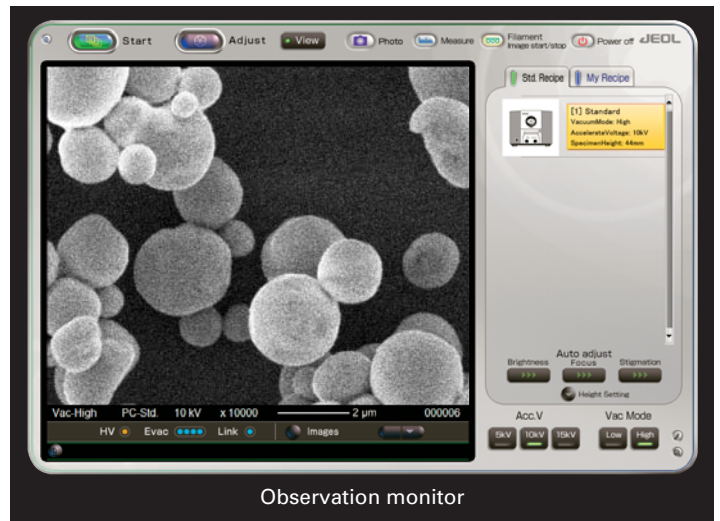 Start Adjust View Photo Measure Filament Image start/stop Power off JEOL
Std. Recipe My Recipe
[1] Standard
VacuumMode: High
AccelerateVoltage: 10kV
SpecimenHeight: 44mm
Auto adjust
Brightness Focus Stigmation
Height Setting
Vac-High PC-Std. 10 kV x 10000 2 µm 000006
Acc.V Vac Mode
HV Evac Link Images
5kV 10kV 15kV Low High
Observation monitor